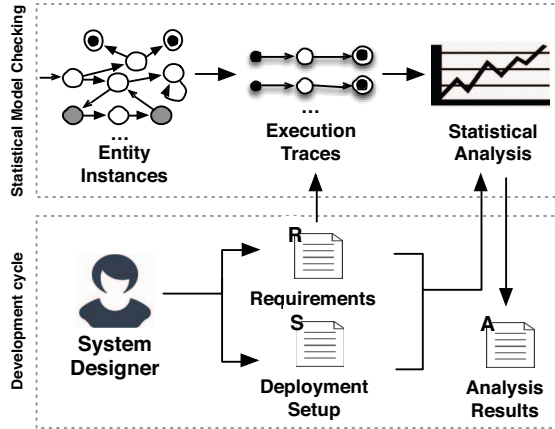 Statistical Model Checking
...
Entity
Instances
...
Execution
Traces
Statistical
Analysis
Development cycle
System
Designer
R
Requirements
S
Deployment
Setup
A
Analysis
Results